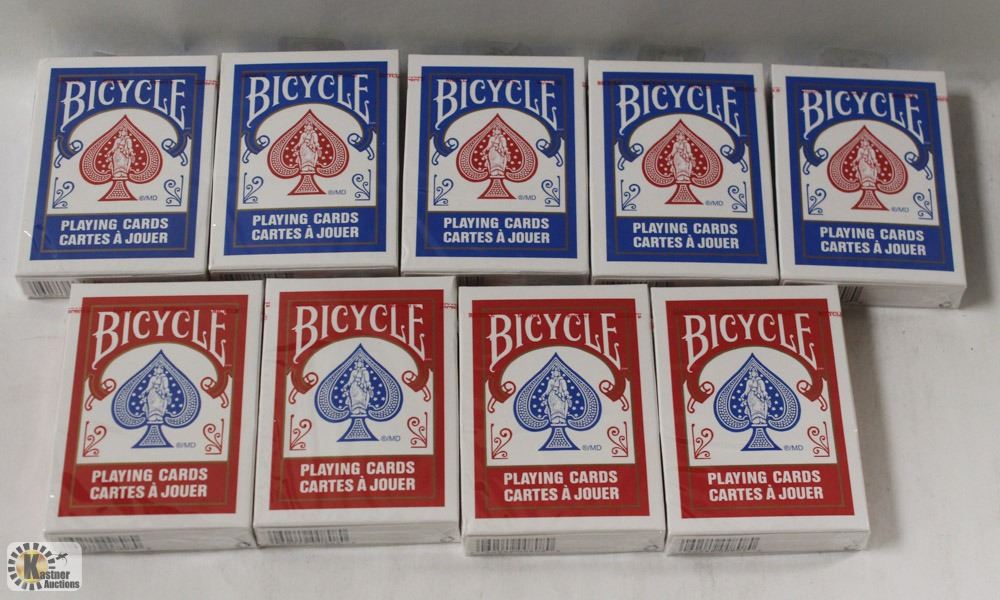 BICYCLE
®/MD
PLAYING CARDS
CARTES À JOUER
BICYCLE
®/MD
PLAYING CARDS
CARTES À JOUER
BICYCLE
®/MD
PLAYING CARDS
CARTES À JOUER
BICYCLE
®/MD
PLAYING CARDS
CARTES À JOUER
BICYCLE
®/MD
PLAYING CARDS
CARTES À JOUER
BICYCLE
®/MD
PLAYING CARDS
CARTES À JOUER
BICYCLE
®/MD
PLAYING CARDS
CARTES À JOUER
BICYCLE
®/MD
PLAYING CARDS
CARTES À JOUER
BICYCLE
®/MD
PLAYING CARDS
CARTES À JOUER
Kastner
Auctions